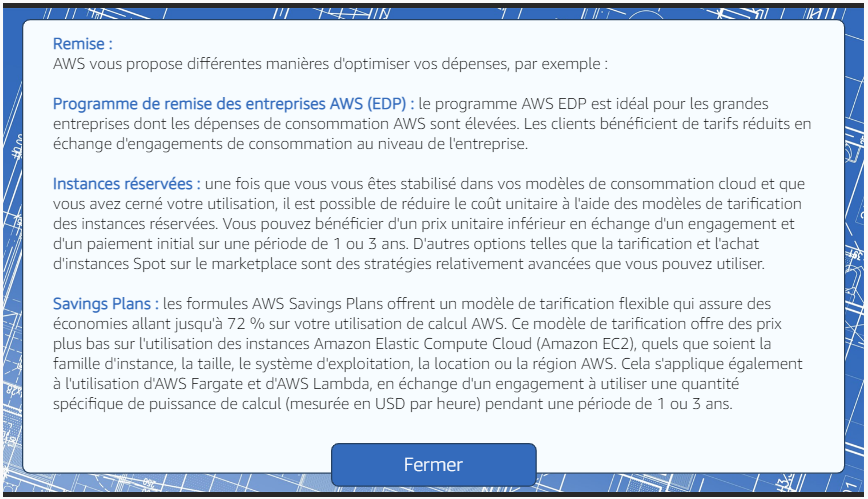 Remise :
AWS vous propose différentes manières d'optimiser vos dépenses, par exemple :
Programme de remise des entreprises AWS (EDP) : le programme AWS EDP est idéal pour les grandes
entreprises dont les dépenses de consommation AWS sont élevées. Les clients bénéficient de tarifs réduits en
échange d'engagements de consommation au niveau de l'entreprise.
Instances réservées : une fois que vous vous êtes stabilisé dans vos modèles de consommation cloud et que
vous avez cerné votre utilisation, il est possible de réduire le coût unitaire à l'aide des modèles de tarification
des instances réservées. Vous pouvez bénéficier d'un prix unitaire inférieur en échange d'un engagement et
d'un paiement initial sur une période de 1 ou 3 ans. D'autres options telles que la tarification et l'achat
d'instances Spot sur le marketplace sont des stratégies relativement avancées que vous pouvez utiliser.
Savings Plans : les formules AWS Savings Plans offrent un modèle de tarification flexible qui assure des
économies allant jusqu'à 72 % sur votre utilisation de calcul AWS. Ce modèle de tarification offre des prix
plus bas sur l'utilisation des instances Amazon Elastic Compute Cloud (Amazon EC2), quels que soient la
famille d'instance, la taille, le système d'exploitation, la location ou la région AWS. Cela s'applique également
à l'utilisation d'AWS Fargate et d'AWS Lambda, en échange d'un engagement à utiliser une quantité
spécifique de puissance de calcul (mesurée en USD par heure) pendant une période de 1 ou 3 ans.
Fermer